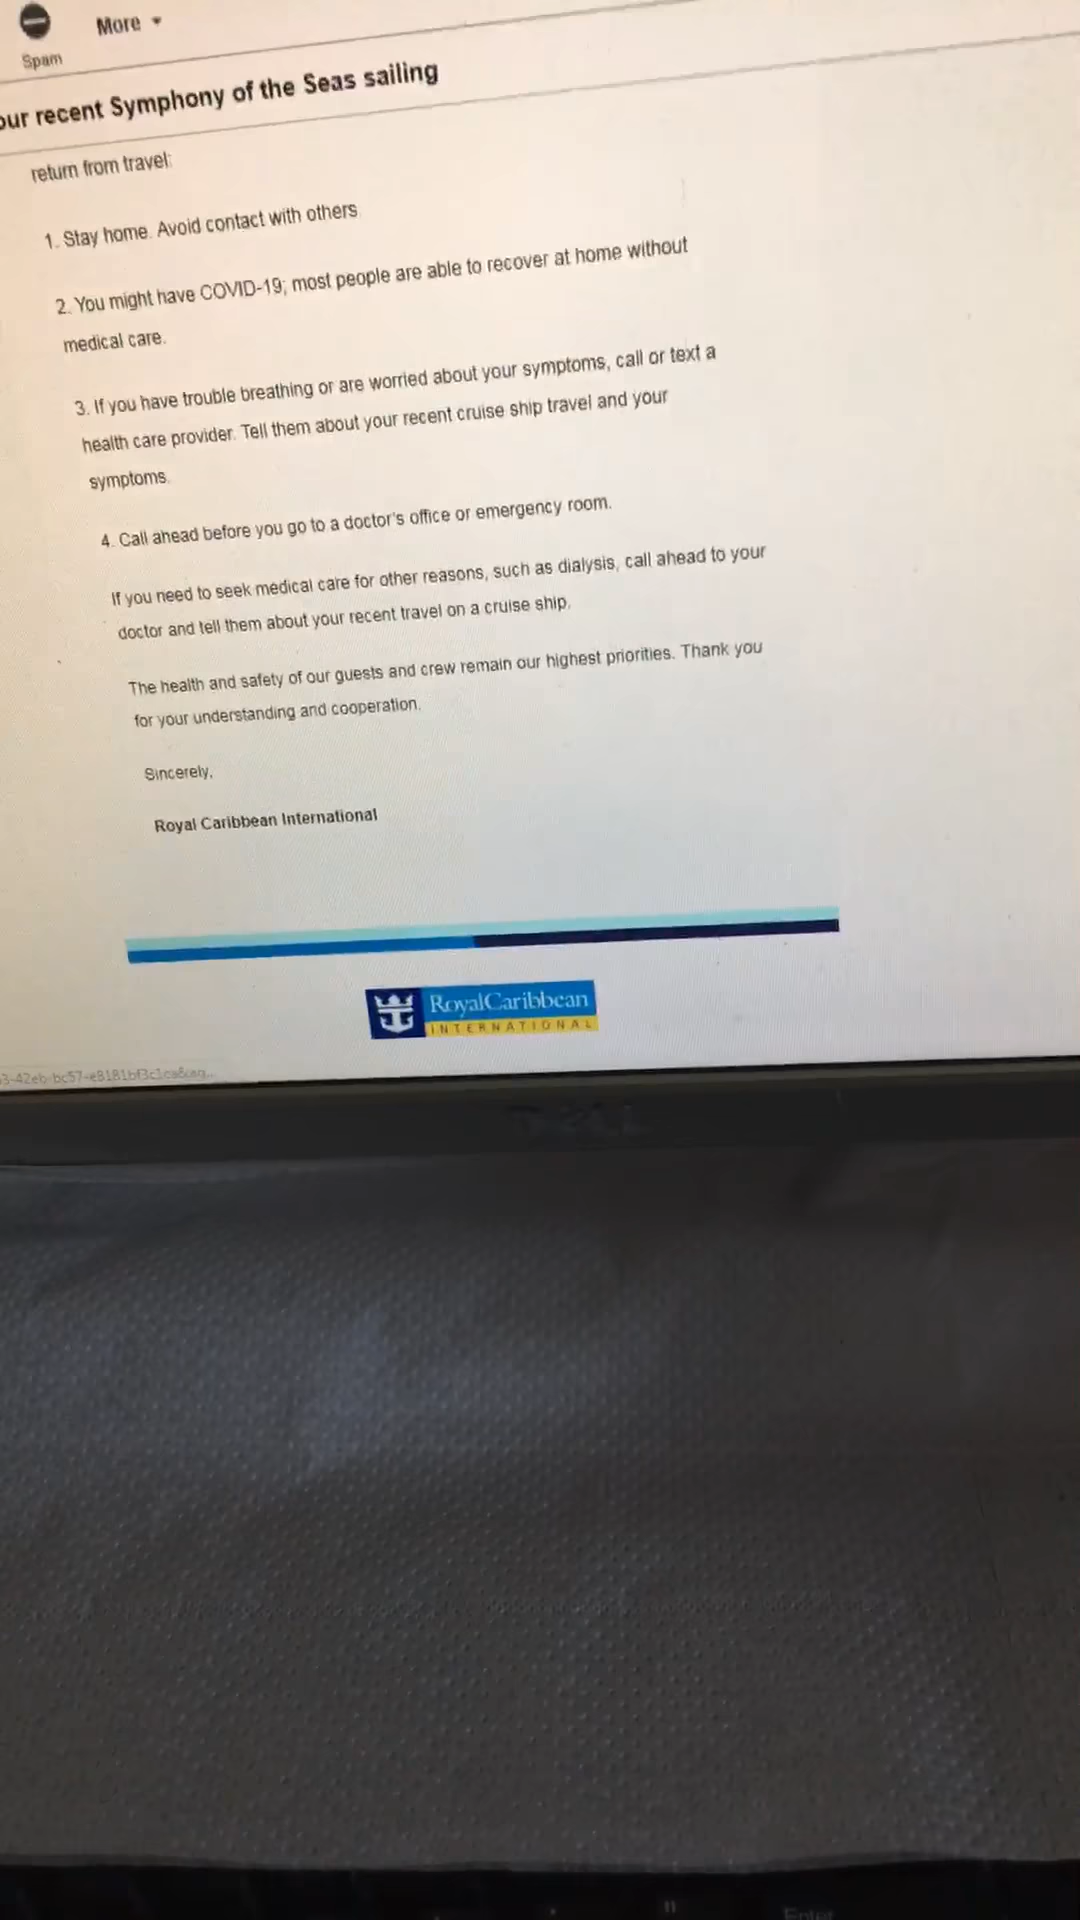 More
Spam
our recent Symphony of the Seas sailing
return from travel:
1. Stay home. Avoid contact with others.
2. You might have COVID-19; most people are able to recover at home without
medical care.
3. If you have trouble breathing or are worried about your symptoms, call or text a
health care provider. Tell them about your recent cruise ship travel and your
symptoms.
4. Call ahead before you go to a doctor's office or emergency room.
If you need to seek medical care for other reasons, such as dialysis, call ahead to your
doctor and tell them about your recent travel on a cruise ship.
The health and safety of our guests and crew remain our highest priorities. Thank you
for your understanding and cooperation.
Sincerely,
Royal Caribbean International
RoyalCaribbean
INTERNATIONAL
DELL
Enter